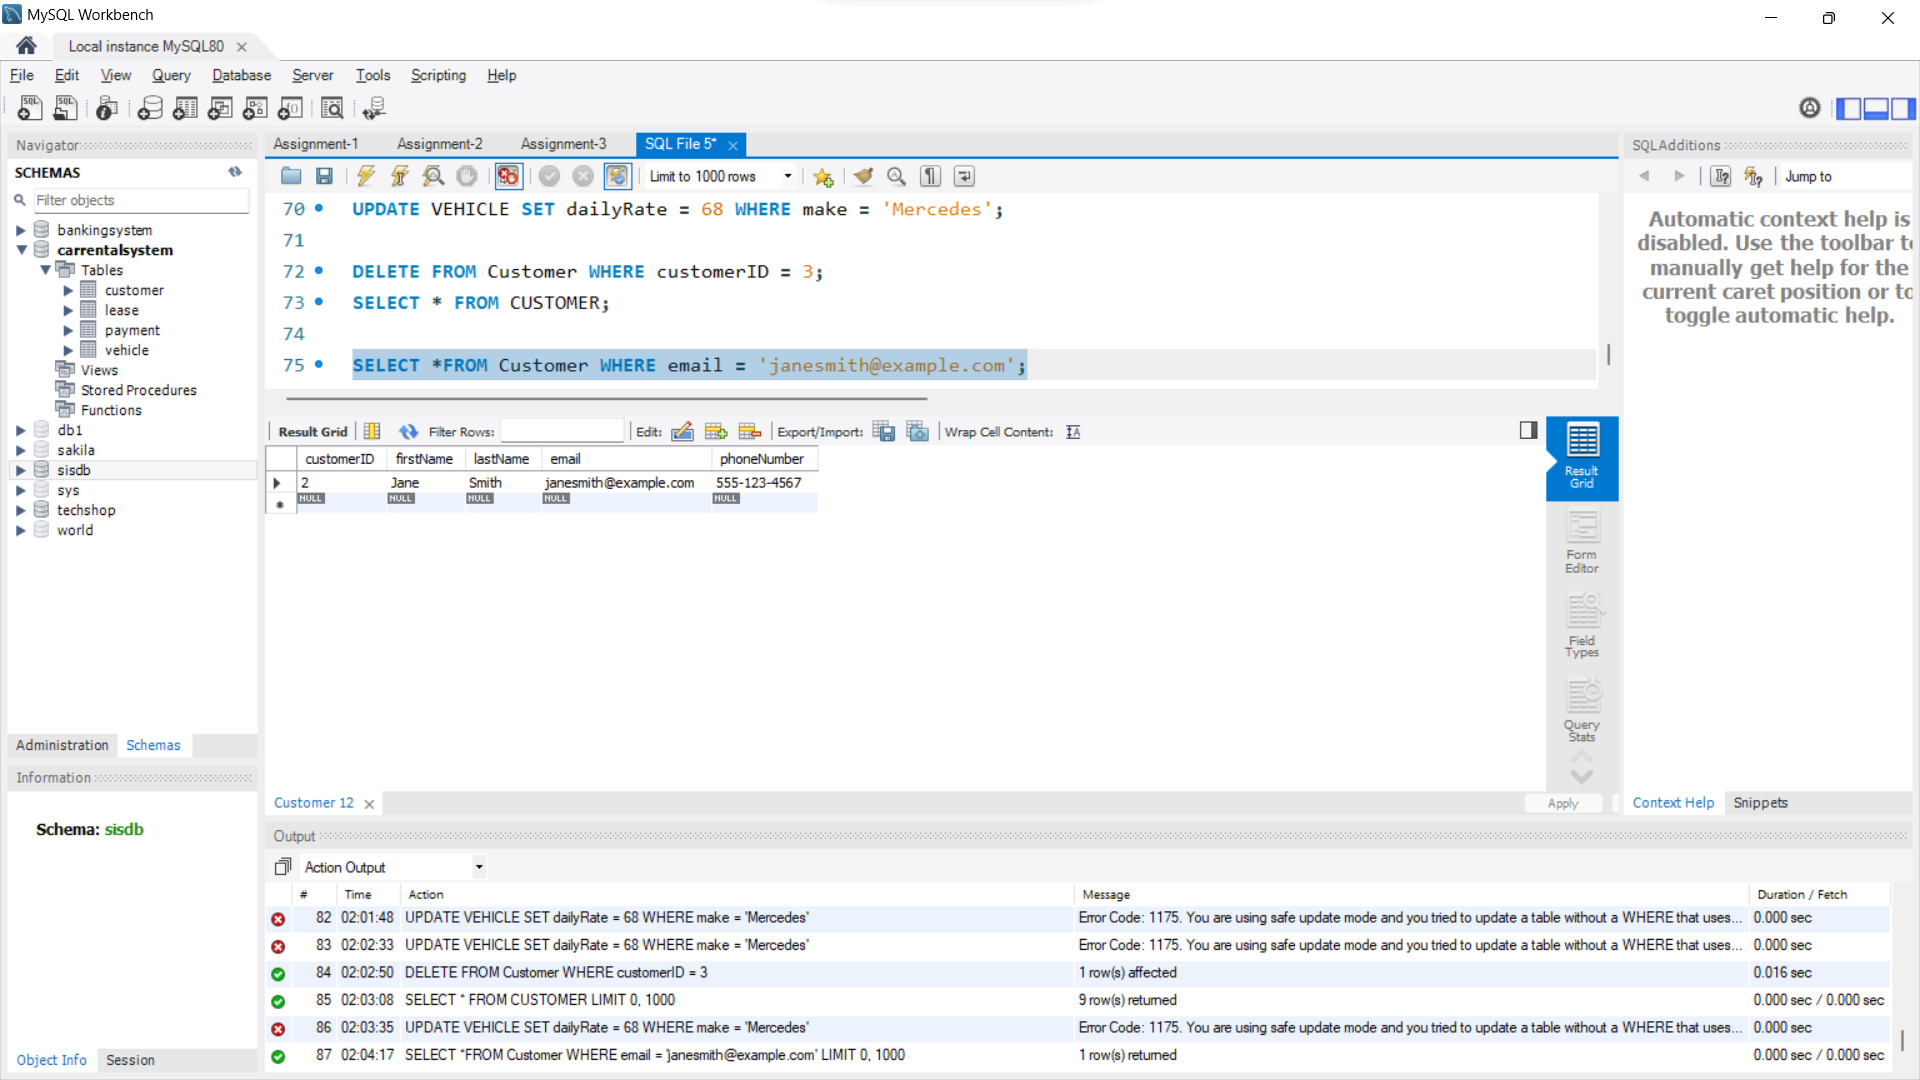 MySQL Workbench
Local instance MySQL80
File Edit View Query Database Server Tools Scripting Help
Navigator
SCHEMAS
Filter objects
bankingsystem
carrentalsystem
Tables
customer
lease
payment
vehicle
Views
Stored Procedures
Functions
db1
sakila
sisdb
sys
techshop
world
Administration Schemas
Information
Schema: sisdb
Object Info Session
Assignment-1 Assignment-2 Assignment-3 SQL File 5*
Limit to 1000 rows
70 UPDATE VEHICLE SET dailyRate = 68 WHERE make = 'Mercedes';
71
72 DELETE FROM Customer WHERE customerID = 3;
73 SELECT * FROM CUSTOMER;
74
75 SELECT *FROM Customer WHERE email = 'janesmith@example.com';
Result Grid Filter Rows: Edit: Export/Import: Wrap Cell Content:
customerID firstName lastName email phoneNumber
2 Jane Smith janesmith@example.com 555-123-4567
NULL NULL NULL NULL NULL
Result Grid
Form Editor
Field Types
Query Stats
Customer 12
Apply
SQLAdditions
Jump to
Automatic context help is
disabled. Use the toolbar to
manually get help for the
current caret position or to
toggle automatic help.
Context Help Snippets
Output
Action Output
# Time Action Message Duration / Fetch
82 02:01:48 UPDATE VEHICLE SET dailyRate = 68 WHERE make = 'Mercedes' Error Code: 1175. You are using safe update mode and you tried to update a table without a WHERE that uses... 0.000 sec
83 02:02:33 UPDATE VEHICLE SET dailyRate = 68 WHERE make = 'Mercedes' Error Code: 1175. You are using safe update mode and you tried to update a table without a WHERE that uses... 0.000 sec
84 02:02:50 DELETE FROM Customer WHERE customerID = 3 1 row(s) affected 0.016 sec
85 02:03:08 SELECT * FROM CUSTOMER LIMIT 0, 1000 9 row(s) returned 0.000 sec / 0.000 sec
86 02:03:35 UPDATE VEHICLE SET dailyRate = 68 WHERE make = 'Mercedes' Error Code: 1175. You are using safe update mode and you tried to update a table without a WHERE that uses... 0.000 sec
87 02:04:17 SELECT *FROM Customer WHERE email = 'janesmith@example.com' LIMIT 0, 1000 1 row(s) returned 0.000 sec / 0.000 sec